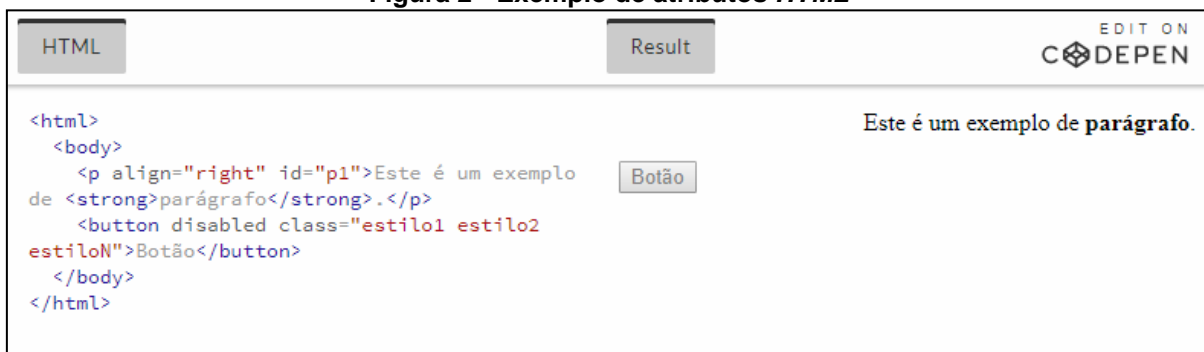 Figura 2 - Exemplo de atributos HTML
HTML
Result
EDIT ON
CODEPEN
<html>
<body>
<p align="right" id="p1">Este é um exemplo
de <strong>parágrafo</strong>.</p>
<button disabled class="estilo1 estilo2
estiloN">Botão</button>
</body>
</html>
Este é um exemplo de parágrafo.
Botão